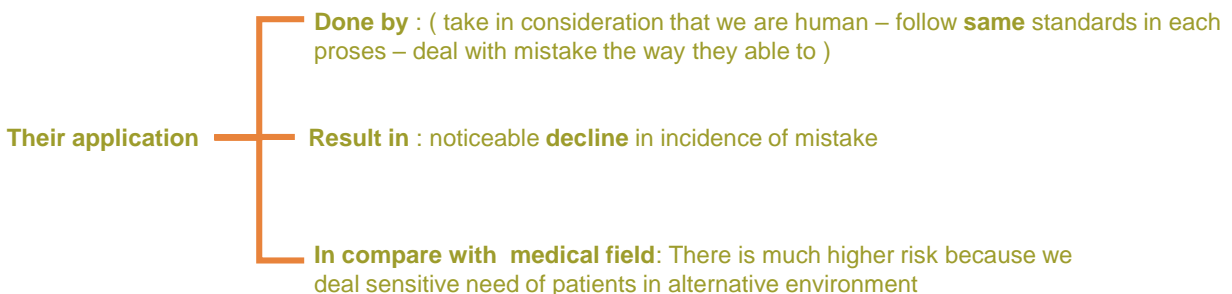 Done by : ( take in consideration that we are human – follow same standards in each
proses – deal with mistake the way they able to )
Their application
Result in : noticeable decline in incidence of mistake
In compare with medical field: There is much higher risk because we
deal sensitive need of patients in alternative environment